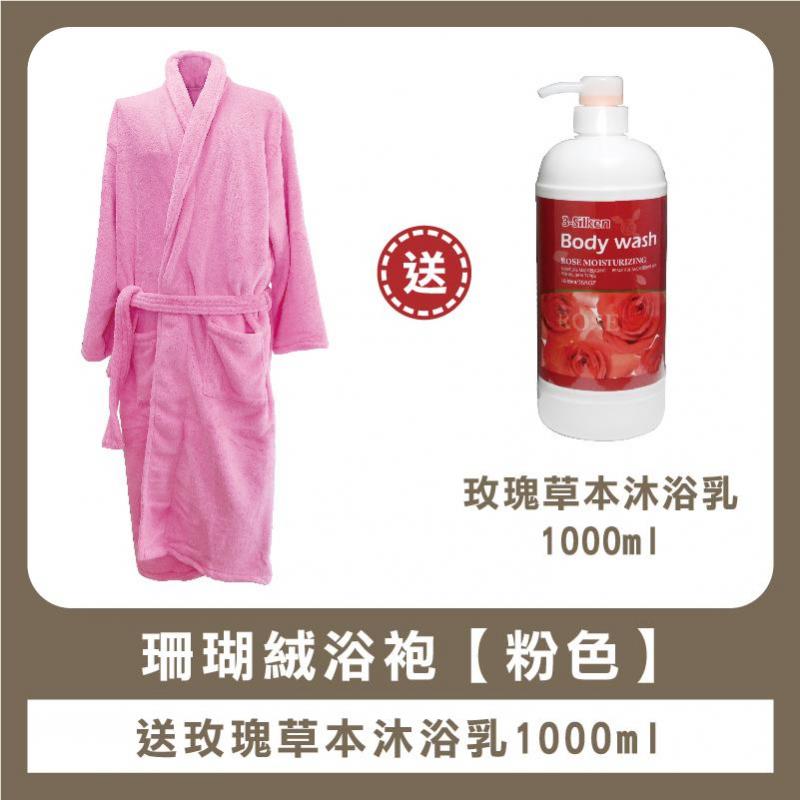 送
3-Silken
Body wash
ROSE MOISTURIZING
ROSE
玫瑰草本沐浴乳
1000ml
珊瑚絨浴袍【粉色】
送玫瑰草本沐浴乳1000ml